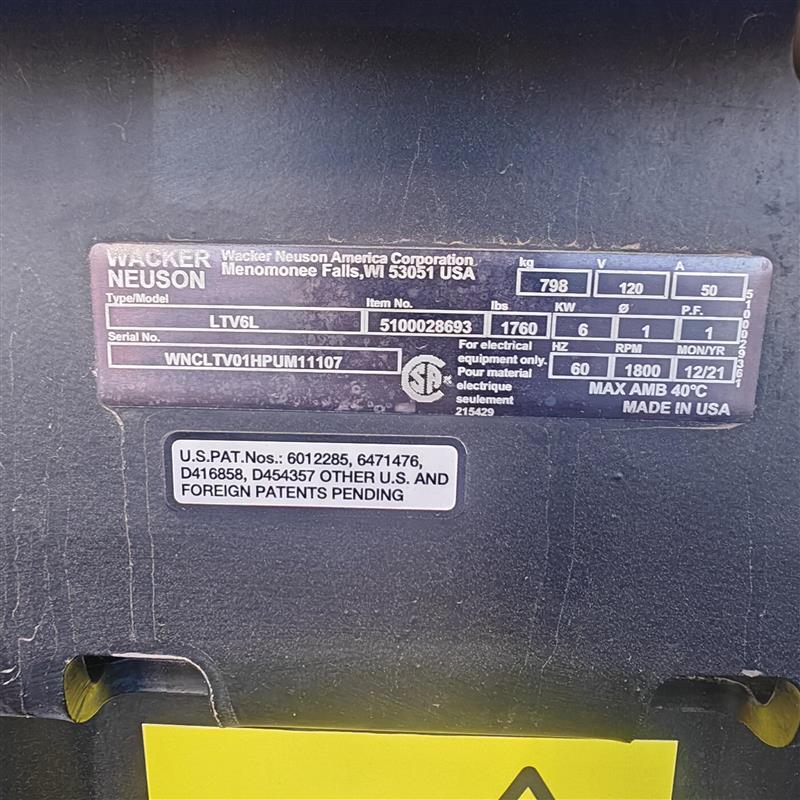 WACKER NEUSON
Wacker Neuson America Corporation
Menomonee Falls,WI 53051 USA
kg 798 V 120 A 50
Type/Model LTV6L
Item No. 5100028693
lbs 1760
KW 6 Ø 1 P.F. 1
Serial No. WNCLTV01HPUM11107
CSA
For electrical
equipment only.
Pour material
electrique
seulement
215429
HZ 60 RPM 1800 MON/YR 12/21
MAX AMB 40°C
MADE IN USA
5100029361
U.S.PAT.Nos.: 6012285, 6471476,
D416858, D454357 OTHER U.S. AND
FOREIGN PATENTS PENDING